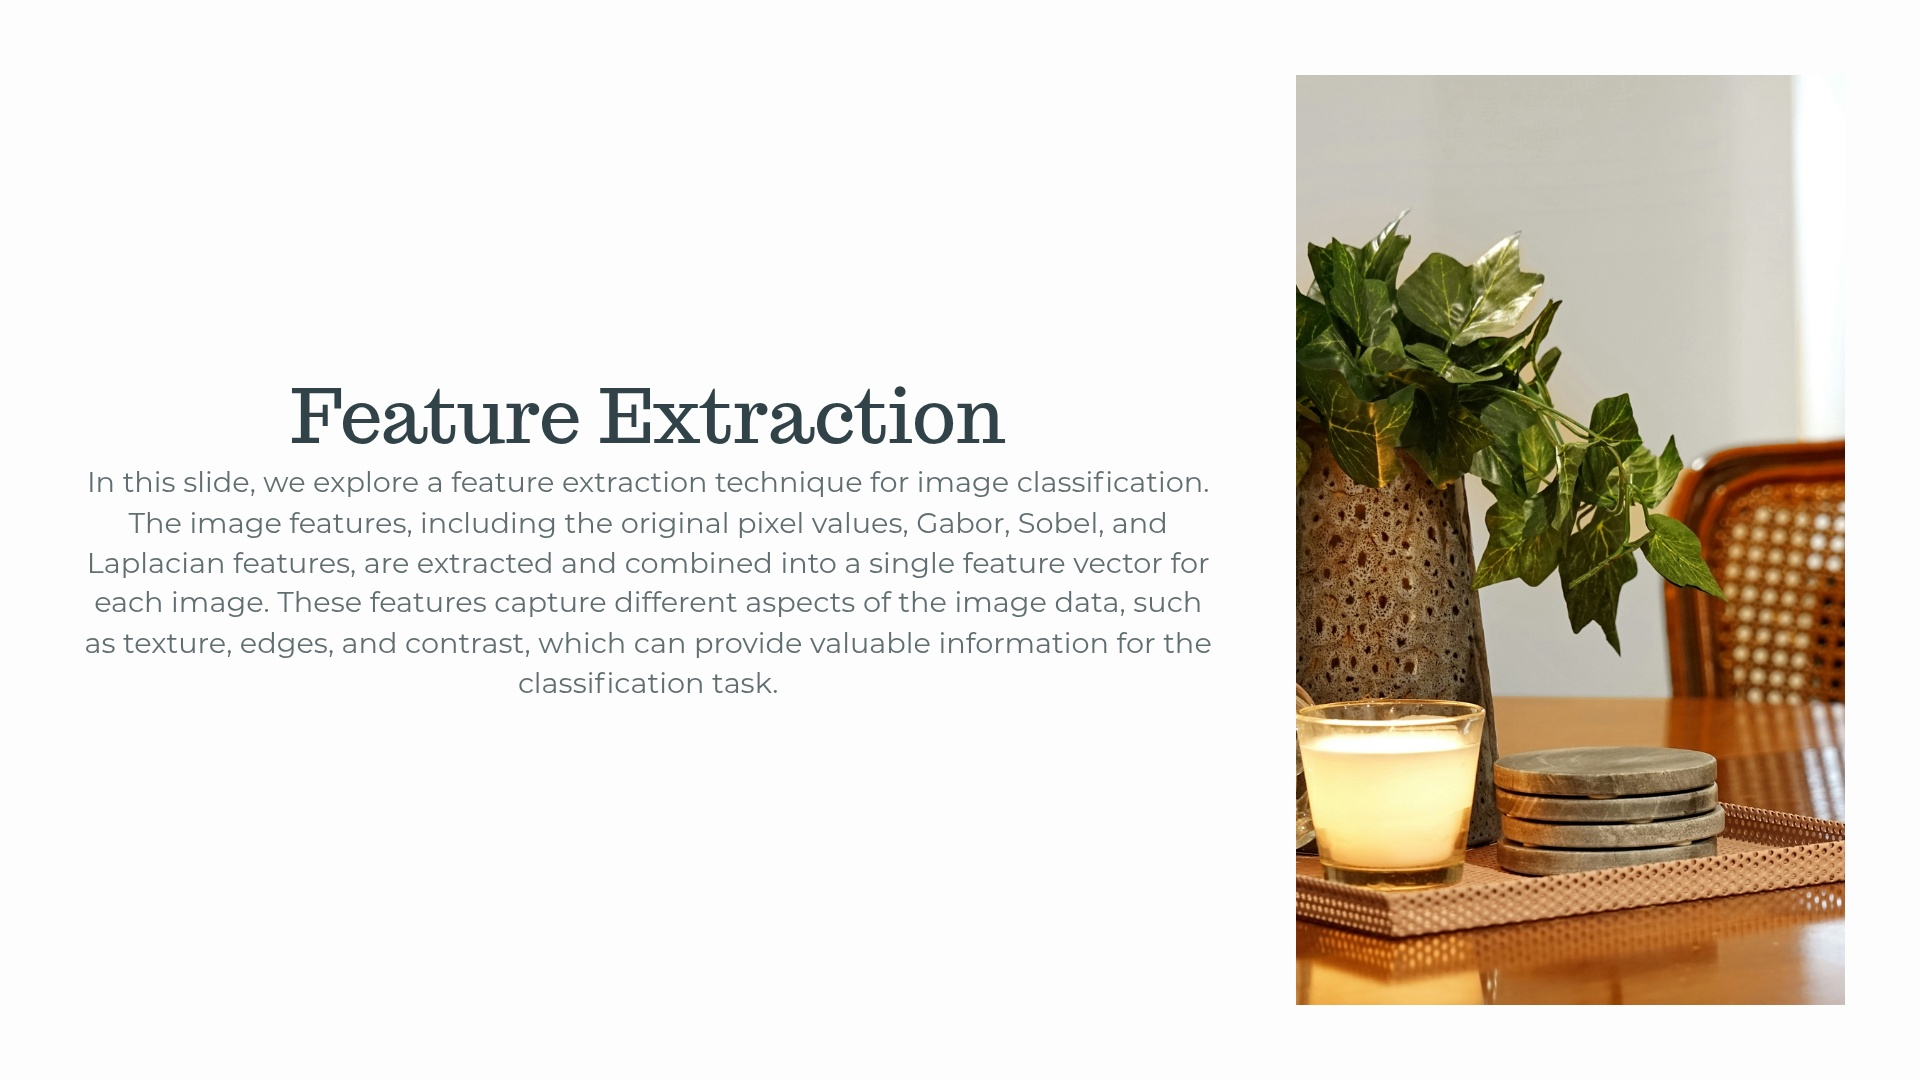 Feature Extraction
In this slide, we explore a feature extraction technique for image classification.
The image features, including the original pixel values, Gabor, Sobel, and
Laplacian features, are extracted and combined into a single feature vector for
each image. These features capture different aspects of the image data, such
as texture, edges, and contrast, which can provide valuable information for the
classification task.